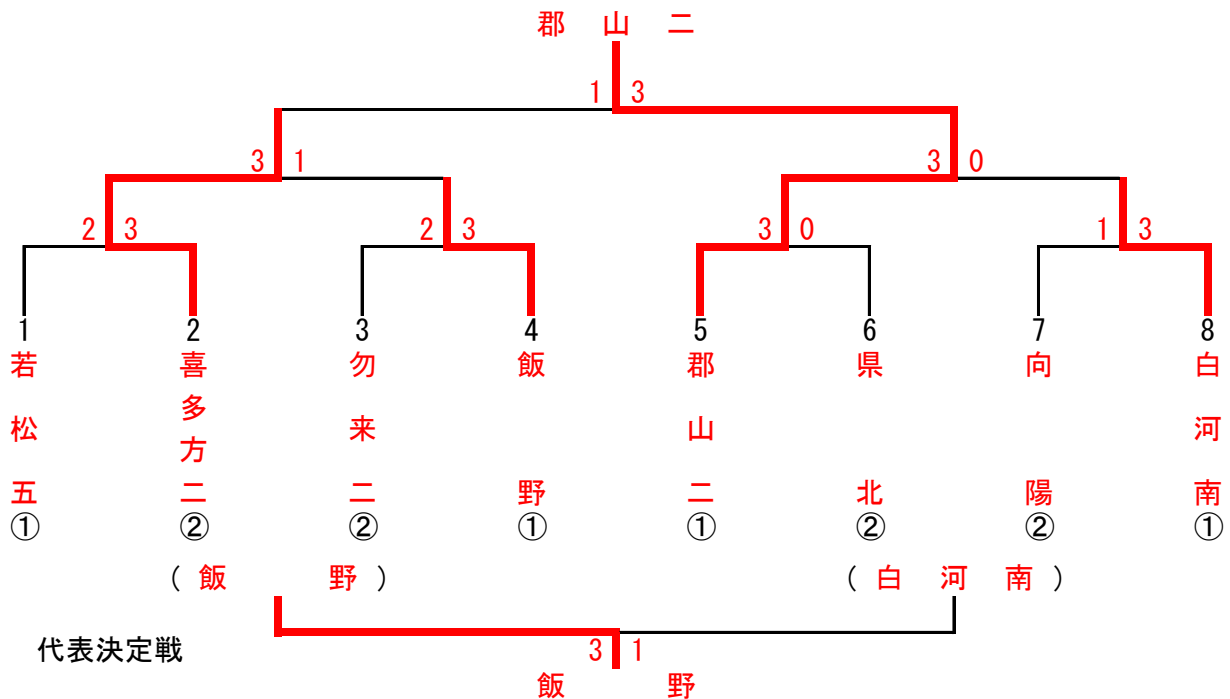 郡山二
1 3
3 1
3 0
2 3
2 3
3 0
1 3
1 2 3 4 5 6 7 8
若松五①
喜多方二②
勿来二②
飯野①
郡山二①
県北②
向陽②
白河南①
(飯野)
(白河南)
代表決定戦
3 1
飯野